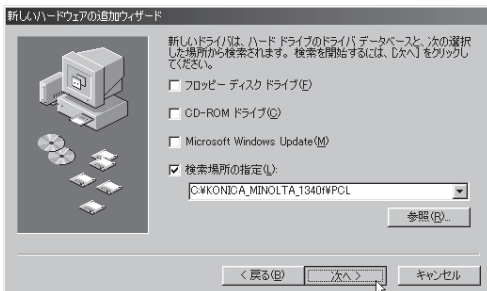 新しいハードウェアの追加ウィザード
新しいドライバは、ハード ドライブのドライバ データベースと、次の選択
した場所から検索されます。検索を開始するには、[次へ] をクリックし
てください。
フロッピー ディスク ドライブ(F)
CD-ROM ドライブ(C)
Microsoft Windows Update(M)
検索場所の指定(L):
C:¥KONICA_MINOLTA_1340f¥PCL
参照(R)...
< 戻る(B)
次へ >
キャンセル